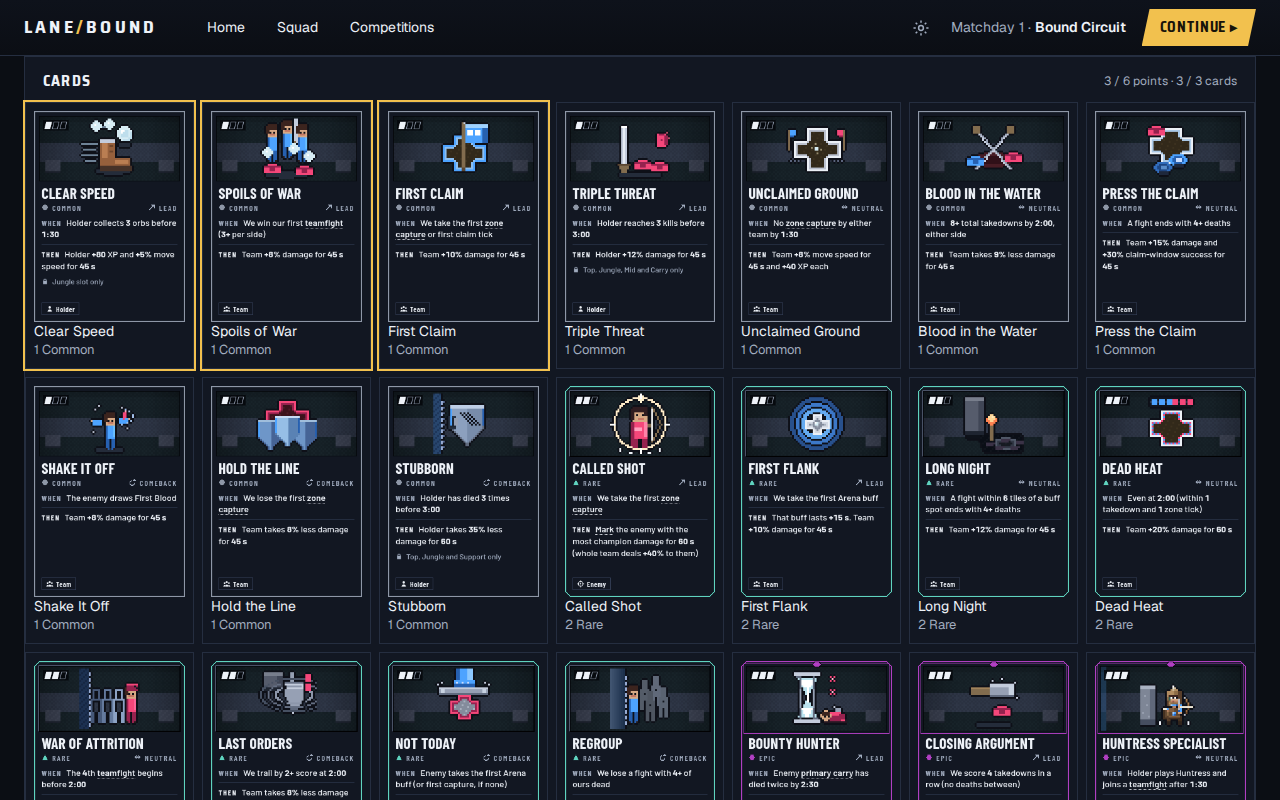 LANE/BOUND
Home
Squad
Competitions
Matchday 1 · Bound Circuit
CONTINUE ▸
CARDS
3 / 6 points · 3 / 3 cards
CLEAR SPEED
COMMON
LEAD
WHEN Holder collects 3 orbs before
1:30
THEN Holder +80 XP and +5% move
speed for 45 s
Jungle slot only
Holder
Clear Speed
1 Common
SPOILS OF WAR
COMMON
LEAD
WHEN We win our first teamfight
(3+ per side)
THEN Team +8% damage for 45 s
Team
Spoils of War
1 Common
FIRST CLAIM
COMMON
LEAD
WHEN We take the first zone
capture or first claim tick
THEN Team +10% damage for 45 s
Team
First Claim
1 Common
TRIPLE THREAT
COMMON
LEAD
WHEN Holder reaches 3 kills before
3:00
THEN Holder +12% damage for 45 s
Top, Jungle, Mid and Carry only
Holder
Triple Threat
1 Common
UNCLAIMED GROUND
COMMON
NEUTRAL
WHEN No zone capture by either
team by 1:30
THEN Team +8% move speed for
45 s and +40 XP each
Team
Unclaimed Ground
1 Common
BLOOD IN THE WATER
COMMON
NEUTRAL
WHEN 8+ total takedowns by 2:00,
either side
THEN Team takes 9% less damage
for 45 s
Team
Blood in the Water
1 Common
PRESS THE CLAIM
COMMON
NEUTRAL
WHEN A fight ends with 4+ deaths
THEN Team +15% damage and
+30% claim-window success for
45 s
Team
Press the Claim
1 Common
SHAKE IT OFF
COMMON
COMEBACK
WHEN The enemy draws First Blood
THEN Team +8% damage for 45 s
Team
Shake It Off
1 Common
HOLD THE LINE
COMMON
COMEBACK
WHEN We lose the first zone
capture
THEN Team takes 8% less damage
for 45 s
Team
Hold the Line
1 Common
STUBBORN
COMMON
COMEBACK
WHEN Holder has died 3 times
before 3:00
THEN Holder takes 35% less
damage for 60 s
Top, Jungle and Support only
Holder
Stubborn
1 Common
CALLED SHOT
RARE
LEAD
WHEN We take the first zone
capture
THEN Mark the enemy with the
most champion damage for 60 s
(whole team deals +40% to them)
Enemy
Called Shot
2 Rare
FIRST FLANK
RARE
LEAD
WHEN We take the first Arena buff
THEN That buff lasts +15 s. Team
+10% damage for 45 s
Team
First Flank
2 Rare
LONG NIGHT
RARE
NEUTRAL
WHEN A fight within 6 tiles of a buff
spot ends with 4+ deaths
THEN Team +12% damage for 45 s
Team
Long Night
2 Rare
DEAD HEAT
RARE
NEUTRAL
WHEN Even at 2:00 (within 1
takedown and 1 zone tick)
THEN Team +20% damage for 60 s
Team
Dead Heat
2 Rare
WAR OF ATTRITION
RARE
NEUTRAL
WHEN The 4th teamfight begins
before 2:00
LAST ORDERS
RARE
COMEBACK
WHEN We trail by 2+ score at 2:00
THEN Team takes 8% less damage
NOT TODAY
RARE
COMEBACK
WHEN Enemy takes the first Arena
buff (or first capture, if none)
REGROUP
RARE
COMEBACK
WHEN We lose a fight with 4+ of
ours dead
BOUNTY HUNTER
EPIC
LEAD
WHEN Enemy primary carry has
died twice by 2:30
CLOSING ARGUMENT
EPIC
LEAD
WHEN We score 4 takedowns in a
row (no deaths between)
HUNTRESS SPECIALIST
EPIC
NEUTRAL
WHEN Holder plays Huntress and
joins a teamfight after 1:30